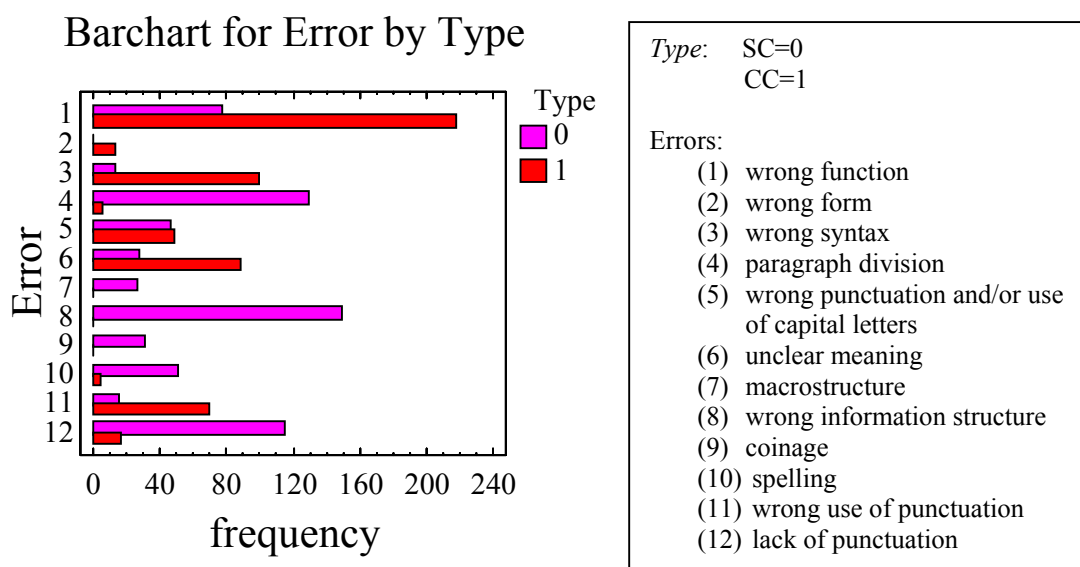 Barchart for Error by Type
Error
1
2
3
4
5
6
7
8
9
10
11
12
0 40 80 120 160 200 240
frequency
Type
0
1
Type: SC=0
CC=1
Errors:
(1) wrong function
(2) wrong form
(3) wrong syntax
(4) paragraph division
(5) wrong punctuation and/or use
of capital letters
(6) unclear meaning
(7) macrostructure
(8) wrong information structure
(9) coinage
(10) spelling
(11) wrong use of punctuation
(12) lack of punctuation